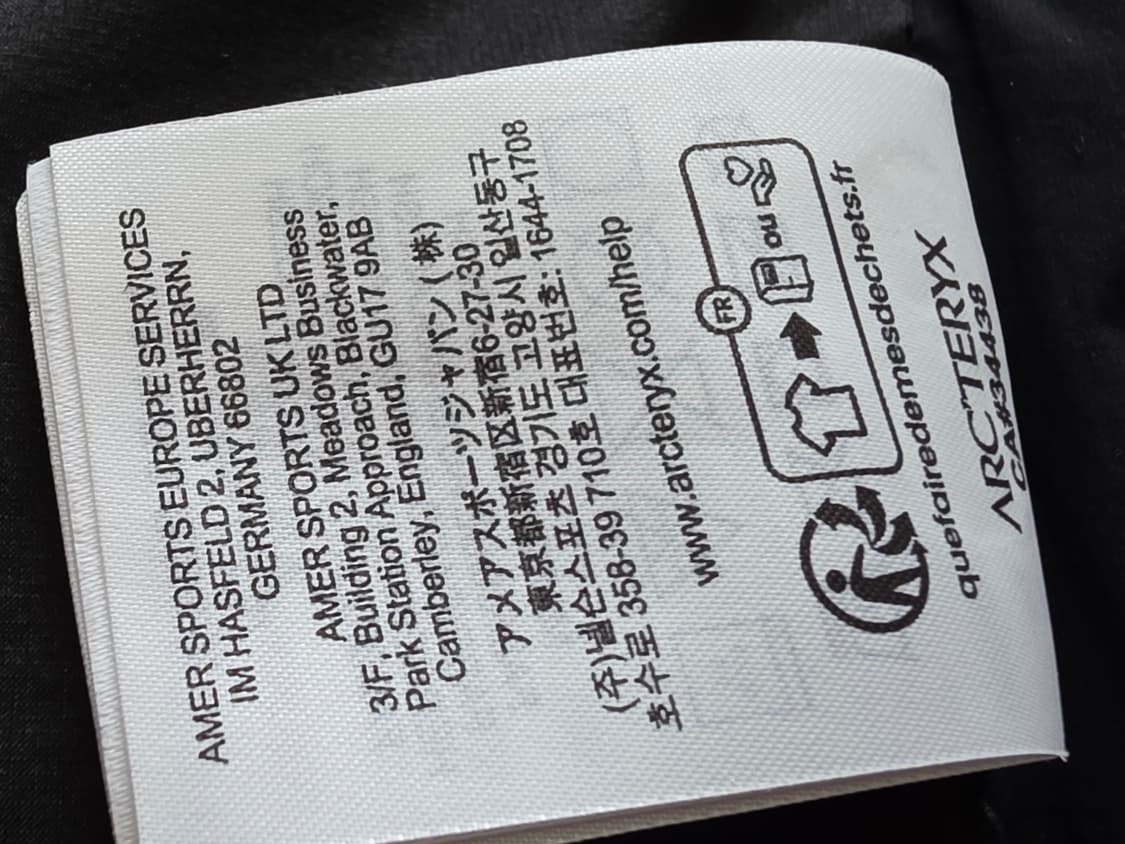 AMER SPORTS EUROPE SERVICES
IM HASFELD 2, UBERHERRN,
GERMANY 66802
AMER SPORTS UK LTD
3/F, Building 2, Meadows Business
Park Station Approach, Blackwater,
Camberley, England, GU17 9AB
アメアスポーツジャパン (株)
東京都新宿区新宿6-27-30
(주)넬슨스포츠 경기도 고양시 일산동구
호수로 358-39 710호 대표번호: 1644-1708
www.arcteryx.com/help
FR
ou
quefairedemesdechets.fr
ARC'TERYX
CA#34438